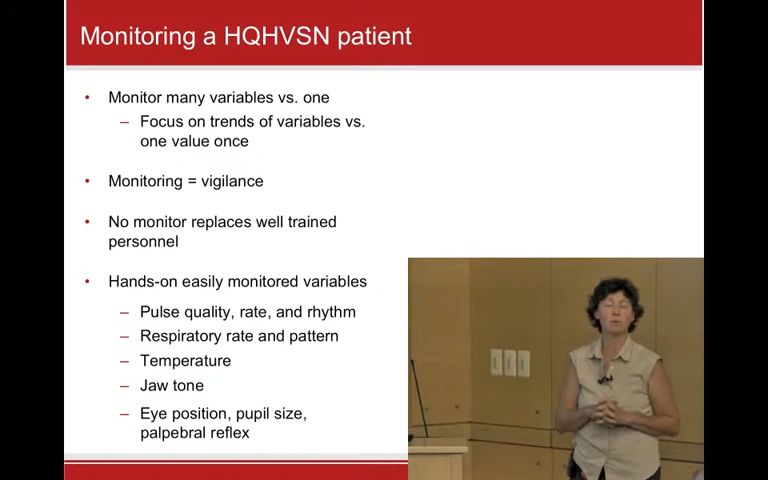 Monitoring a HQHVSN patient
• Monitor many variables vs. one
– Focus on trends of variables vs.
one value once
• Monitoring = vigilance
• No monitor replaces well trained
personnel
• Hands-on easily monitored variables
– Pulse quality, rate, and rhythm
– Respiratory rate and pattern
– Temperature
– Jaw tone
– Eye position, pupil size,
palpebral reflex